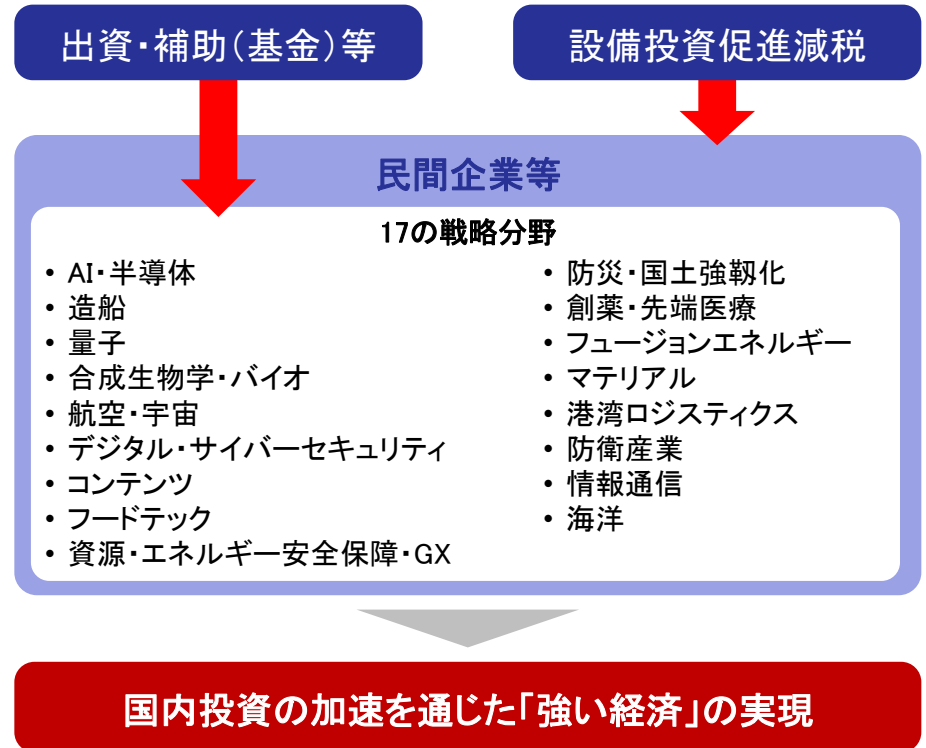 出資・補助(基金)等
設備投資促進減税
民間企業等
17の戦略分野
• AI・半導体
• 造船
• 量子
• 合成生物学・バイオ
• 航空・宇宙
• デジタル・サイバーセキュリティ
• コンテンツ
• フードテック
• 資源・エネルギー安全保障・GX
• 防災・国土強靱化
• 創薬・先端医療
• フュージョンエネルギー
• マテリアル
• 港湾ロジスティクス
• 防衛産業
• 情報通信
• 海洋
国内投資の加速を通じた「強い経済」の実現